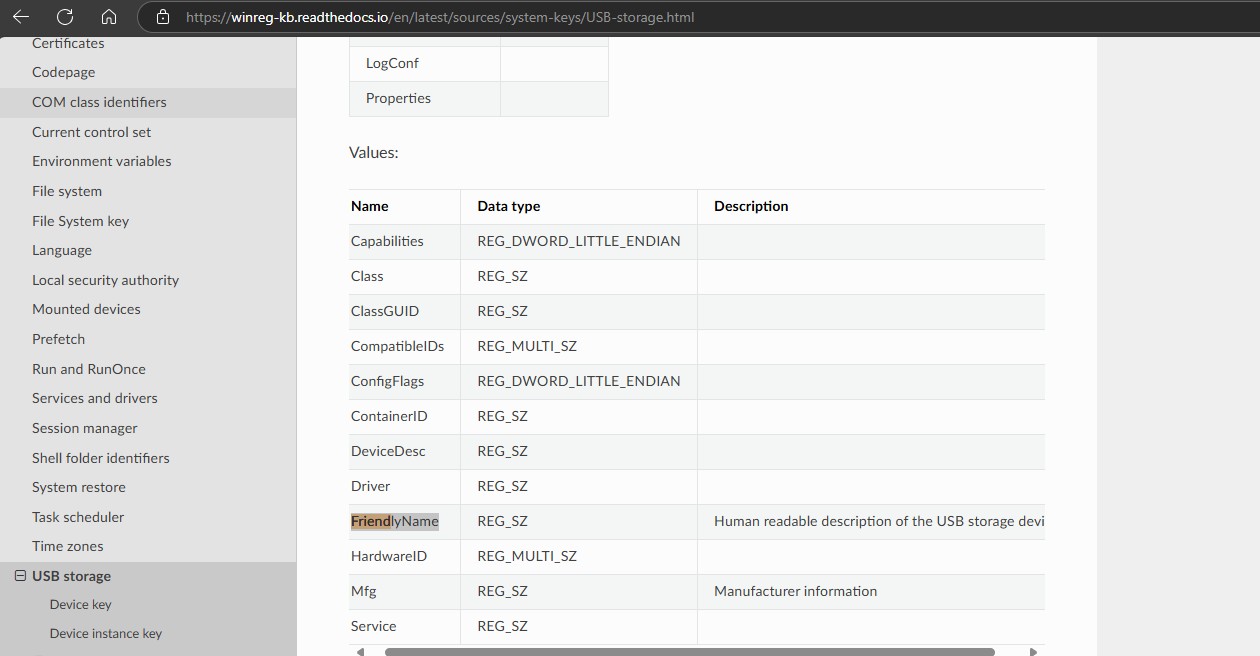 https://winreg-kb.readthedocs.io/en/latest/sources/system-keys/USB-storage.html
Certificates
Codepage
COM class identifiers
Current control set
Environment variables
File system
File System key
Language
Local security authority
Mounted devices
Prefetch
Run and RunOnce
Services and drivers
Session manager
Shell folder identifiers
System restore
Task scheduler
Time zones
USB storage
Device key
Device instance key
LogConf
Properties
Values:
Name Data type Description
Capabilities REG_DWORD_LITTLE_ENDIAN
Class REG_SZ
ClassGUID REG_SZ
CompatibleIDs REG_MULTI_SZ
ConfigFlags REG_DWORD_LITTLE_ENDIAN
ContainerID REG_SZ
DeviceDesc REG_SZ
Driver REG_SZ
FriendlyName REG_SZ Human readable description of the USB storage devi
HardwareID REG_MULTI_SZ
Mfg REG_SZ Manufacturer information
Service REG_SZ